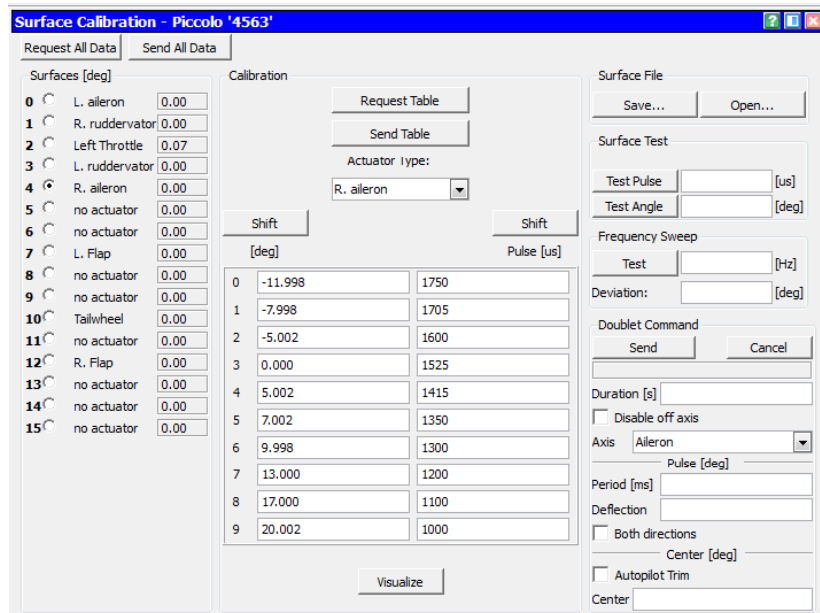 Surface Calibration - Piccolo '4563'
Request All Data Send All Data
Surfaces [deg]
0 L. aileron 0.00
1 R. ruddervator 0.00
2 Left Throttle 0.07
3 L. ruddervator 0.00
4 R. aileron 0.00
5 no actuator 0.00
6 no actuator 0.00
7 L. Flap 0.00
8 no actuator 0.00
9 no actuator 0.00
10 Tailwheel 0.00
11 no actuator 0.00
12 R. Flap 0.00
13 no actuator 0.00
14 no actuator 0.00
15 no actuator 0.00
Calibration
Request Table
Send Table
Actuator Type:
R. aileron
Shift Shift
[deg] Pulse [us]
0 -11.998 1750
1 -7.998 1705
2 -5.002 1600
3 0.000 1525
4 5.002 1415
5 7.002 1350
6 9.998 1300
7 13.000 1200
8 17.000 1100
9 20.002 1000
Visualize
Surface File
Save... Open...
Surface Test
Test Pulse [us]
Test Angle [deg]
Frequency Sweep
Test [Hz]
Deviation: [deg]
Doublet Command
Send Cancel
Duration [s]
Disable off axis
Axis Aileron
Pulse [deg]
Period [ms]
Deflection
Both directions
Center [deg]
Autopilot Trim
Center